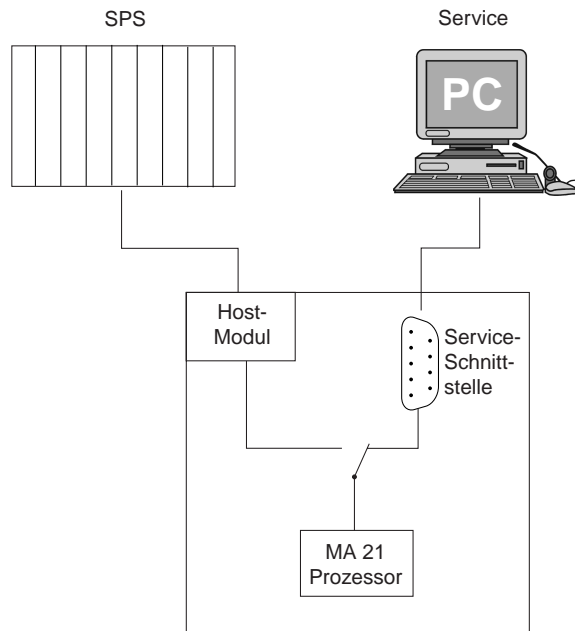 SPS
Service
PC
Host-
Modul
Service-
Schnitt-
stelle
MA 21
Prozessor